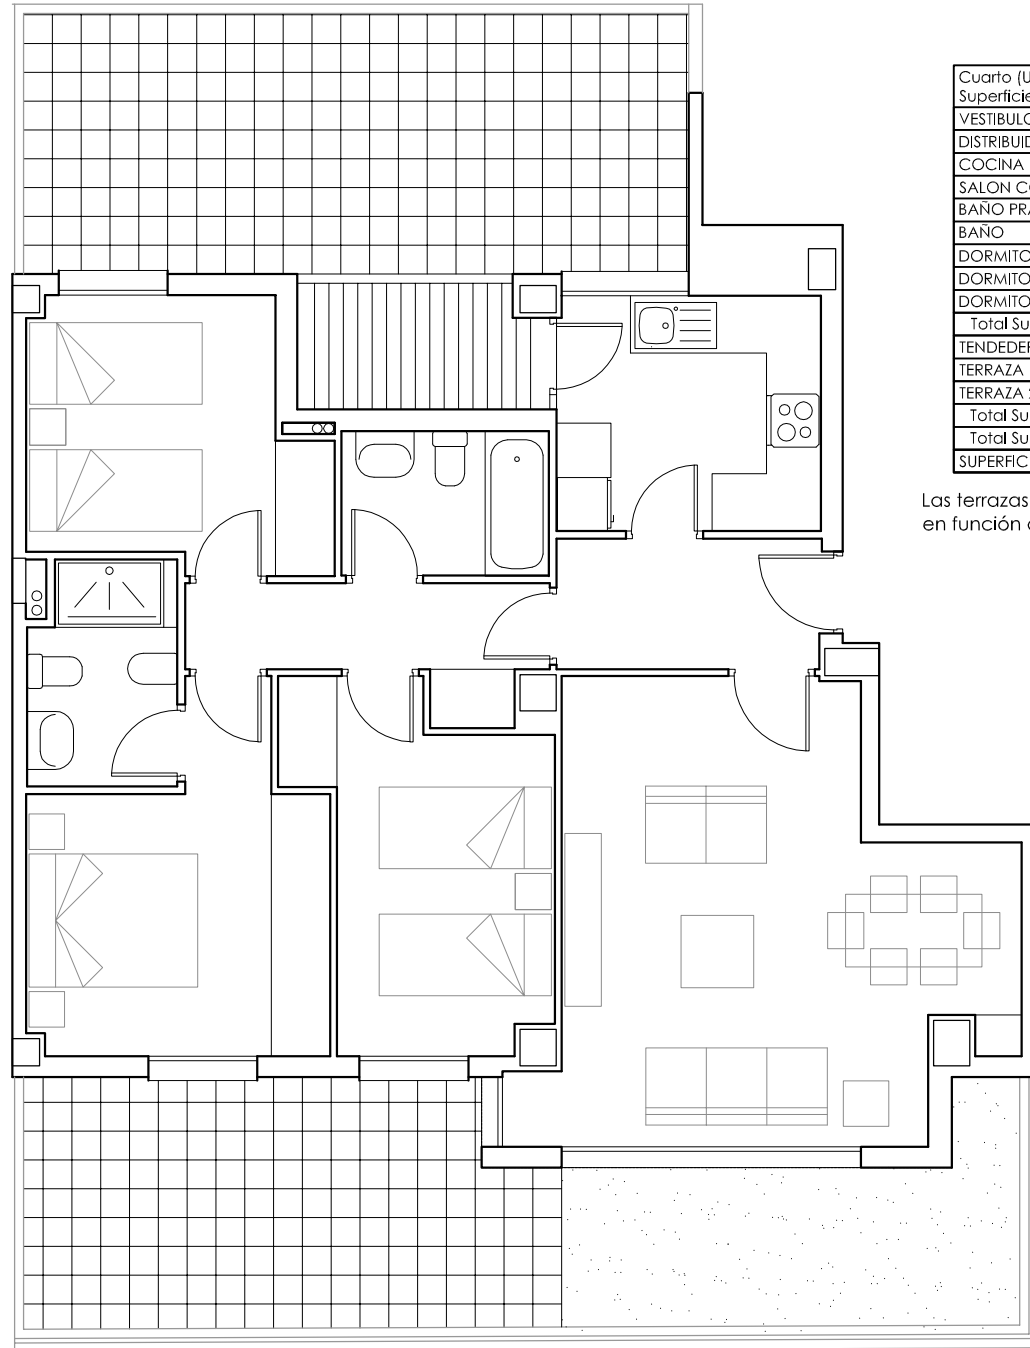 Cuarto (U
Superficie
VESTIBULO
DISTRIBUID
COCINA
SALON CO
BAÑO PRA
BAÑO
DORMITO
DORMITO
DORMITO
Total Su
TENDEDER
TERRAZA
TERRAZA
Total Su
Total Su
SUPERFIC
Las terrazas
en función